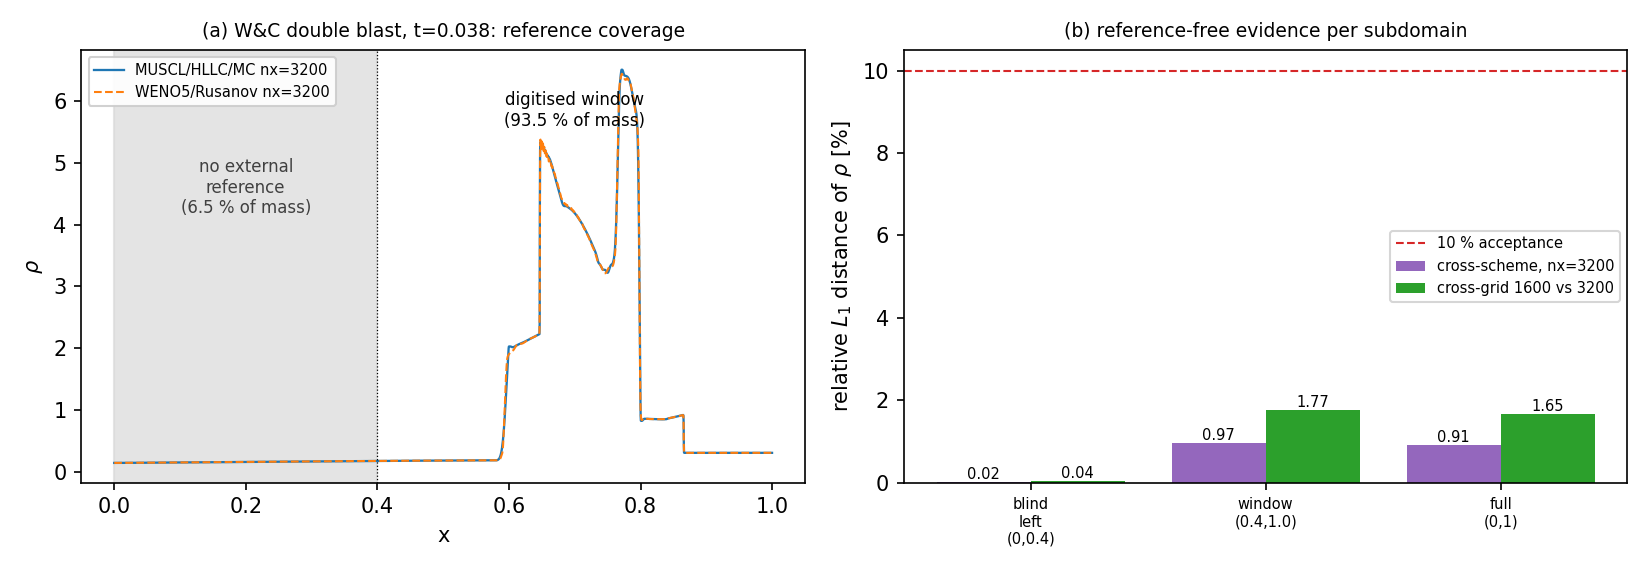 (a) W&C double blast, t=0.038: reference coverage
MUSCL/HLLC/MC nx=3200
WENO5/Rusanov nx=3200
digitised window
(93.5 % of mass)
no external
reference
(6.5 % of mass)
ρ
6
5
4
3
2
1
0
0.0 0.2 0.4 0.6 0.8 1.0
x
(b) reference-free evidence per subdomain
relative L₁ distance of ρ [%]
10
8
6
4
2
0
10 % acceptance
cross-scheme, nx=3200
cross-grid 1600 vs 3200
0.02 0.04 0.97 1.77 0.91 1.65
blind
left
(0,0.4)
window
(0.4,1.0)
full
(0,1)